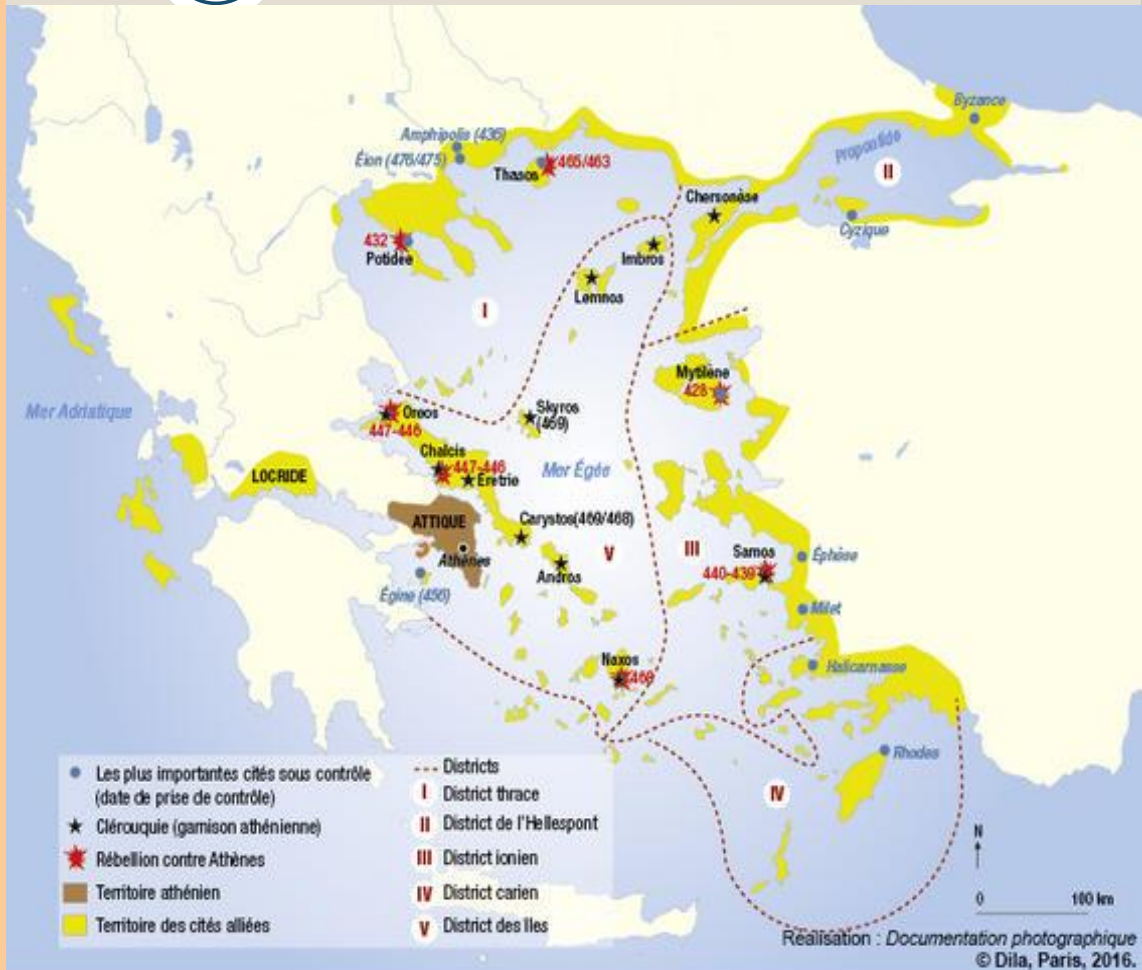 Byzance
Propontide
II
Amphipolis (436)
Éion (476/475)
465/463
Thasos
Chersonèse
Cyzique
432
Potidée
Imbros
Lemnos
I
Mytilène
428
Mer Adriatique
Oreos
447-446
Skyros
(469)
Chalcis
447-446
Erétrie
Mer Égée
LOCRIDE
ATTIQUE
Carystos(469/468)
Athènes
Andros
V
III
Samos
440-439
Éphèse
Égine (456)
Milet
Naxos
Halicarnasse
Rhodes
IV
Les plus importantes cités sous contrôle
(date de prise de contrôle)
Clérouquie (garnison athénienne)
Rébellion contre Athènes
Territoire athénien
Territoire des cités alliées
Districts
I District thrace
II District de l'Hellespont
III District ionien
IV District carien
V District des îles
N
0 100 km
Réalisation : Documentation photographique
© Dila, Paris, 2016.